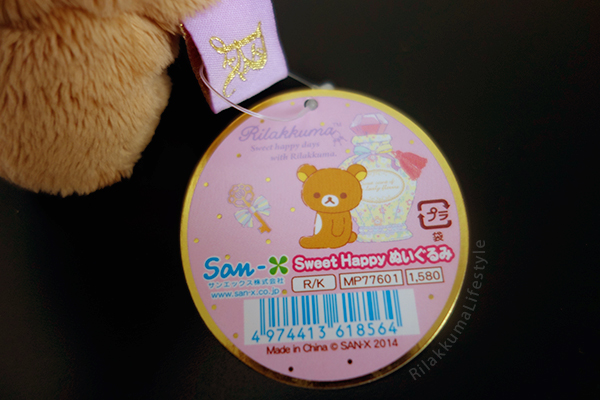 Rilakkuma
Sweet happy days
with Rilakkuma.
プラ
袋
San-X
サンエックス株式会社
www.san-x.co.jp
Sweet Happy ぬいぐるみ
R/K MP77601 1,580
4 974413 618564
Made in China © SAN-X 2014
RilakkumaLifestyle